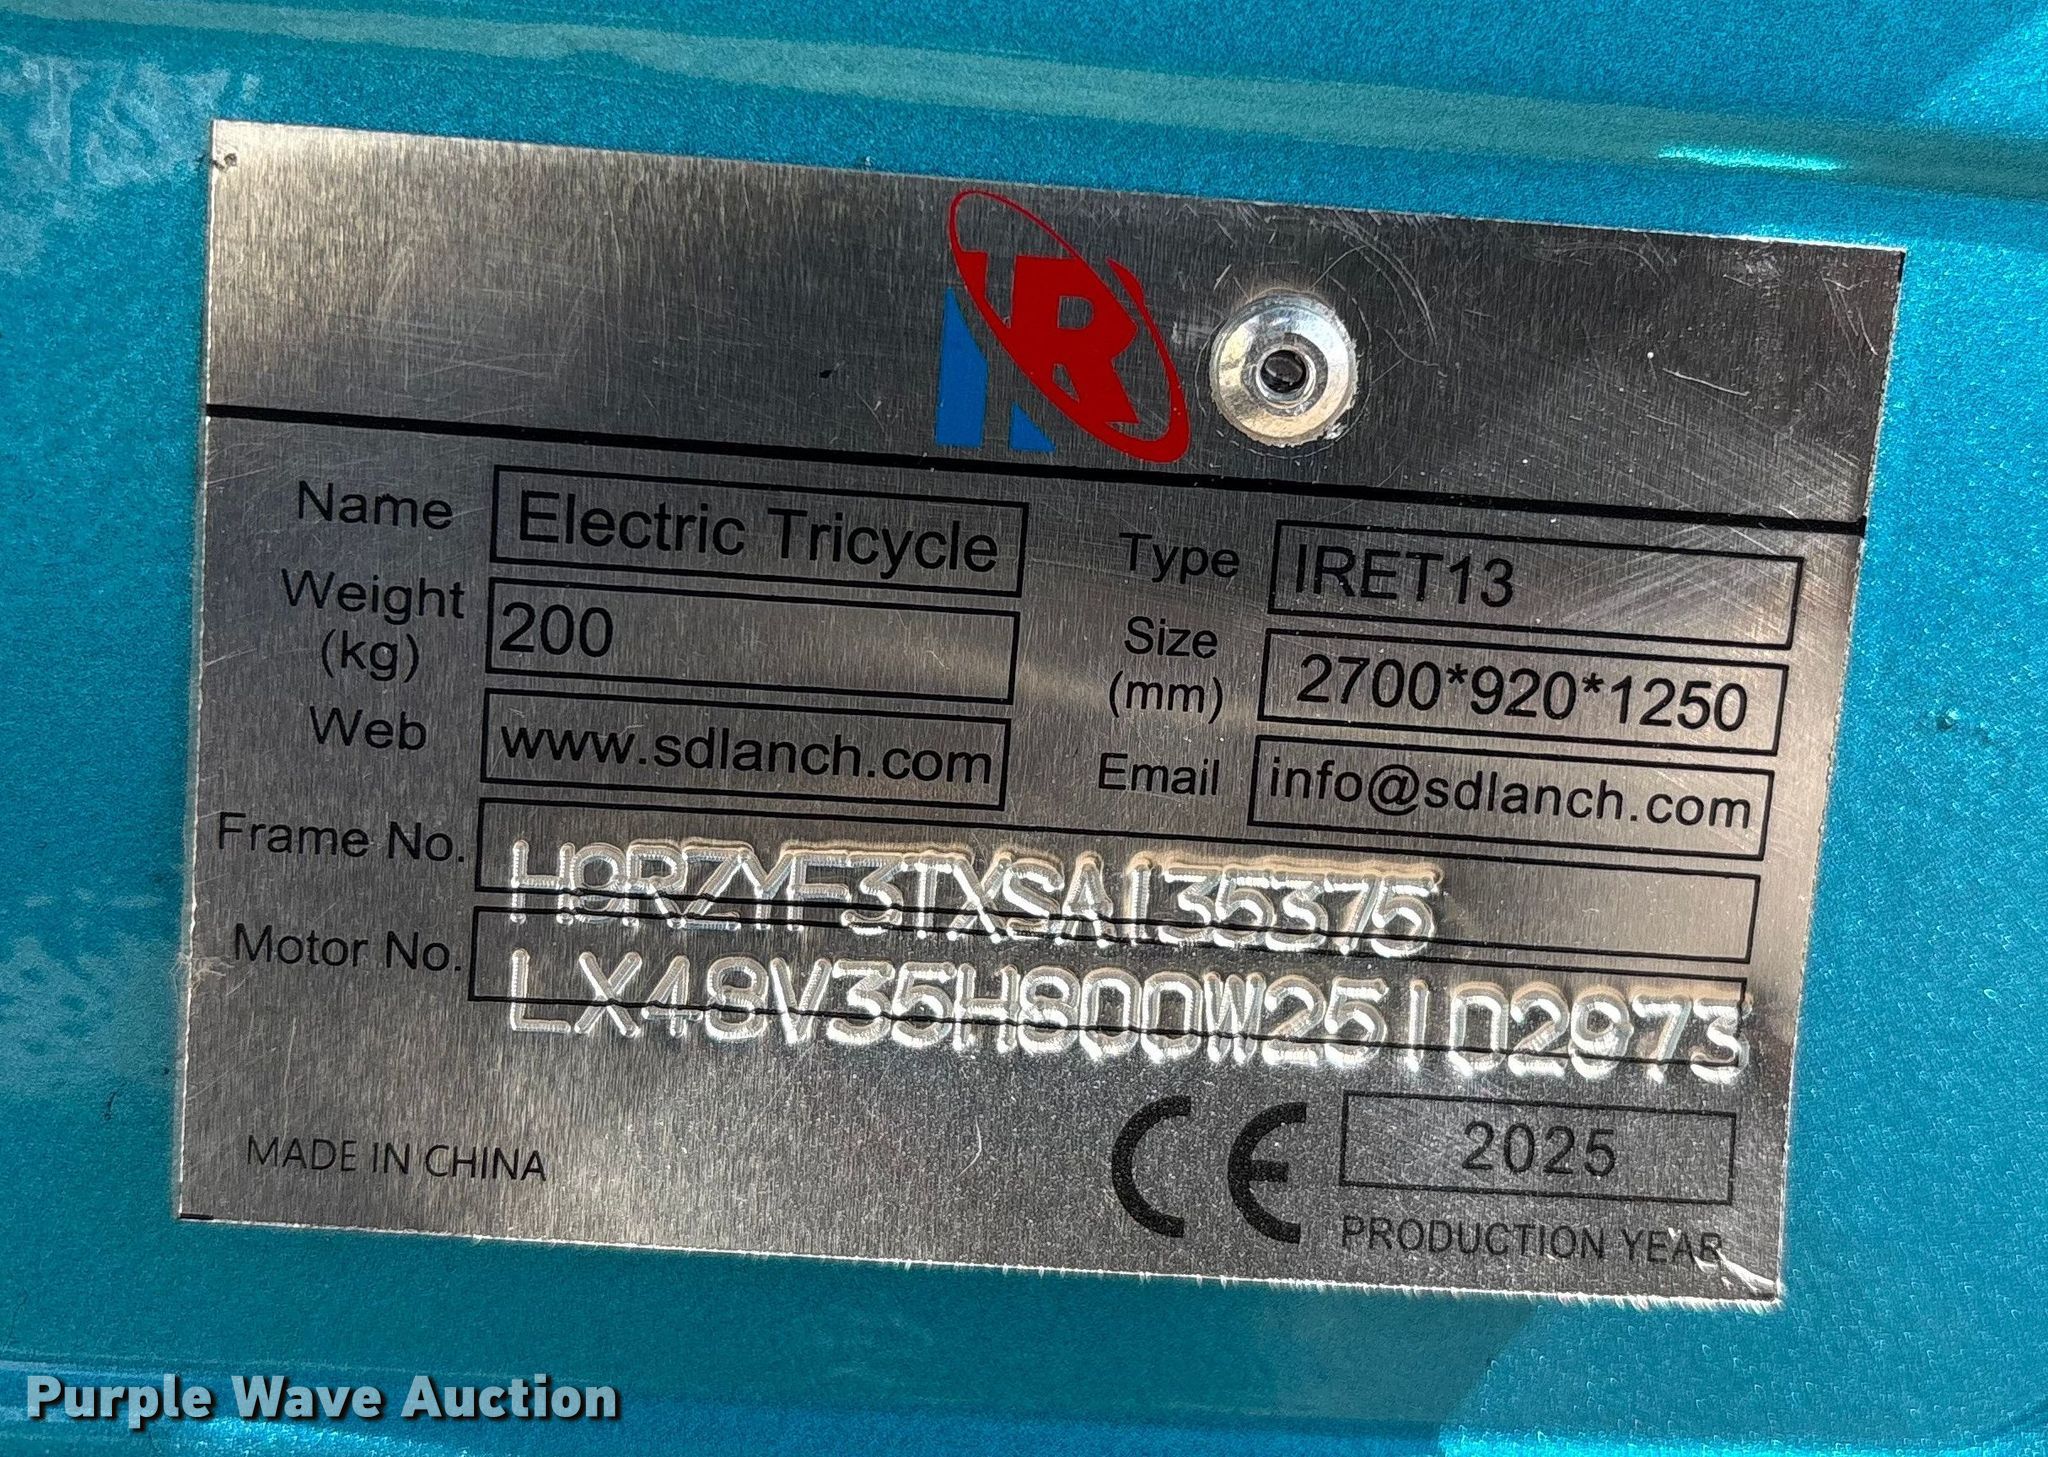 Name Electric Tricycle Type IRET13
Weight (kg) 200 Size (mm) 2700*920*1250
Web www.sdlanch.com Email info@sdlanch.com
Frame No. H9RZYF3TXSA135375
Motor No. LX48V35H800W25102973
MADE IN CHINA
CE 2025
PRODUCTION YEAR
Purple Wave Auction